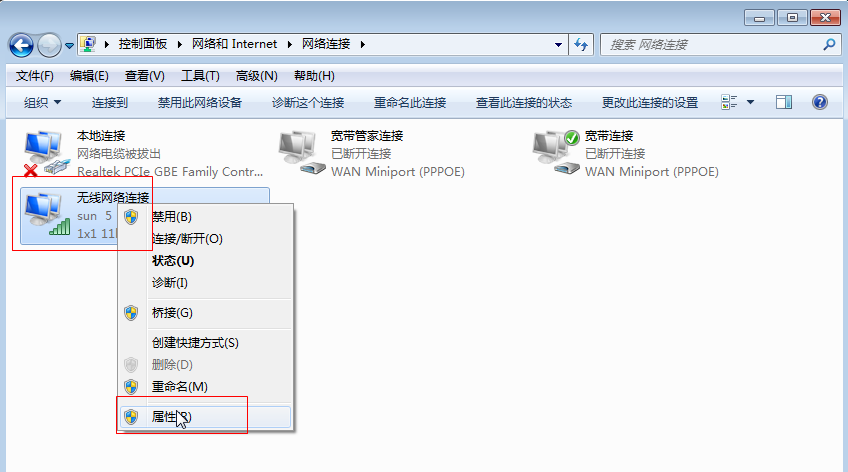 控制面板 网络和 Internet 网络连接
搜索 网络连接
文件(F) 编辑(E) 查看(V) 工具(T) 高级(N) 帮助(H)
组织 连接到 禁用此网络设备 诊断这个连接 重命名此连接 查看此连接的状态 更改此连接的设置
本地连接
网络电缆被拔出
Realtek PCIe GBE Family Contr...
宽带管家连接
已断开连接
WAN Miniport (PPPOE)
宽带连接
已断开连接
WAN Miniport (PPPOE)
无线网络连接
sun 5
1x1 11
禁用(B)
连接/断开(O)
状态(U)
诊断(I)
桥接(G)
创建快捷方式(S)
删除(D)
重命名(M)
属性(R)